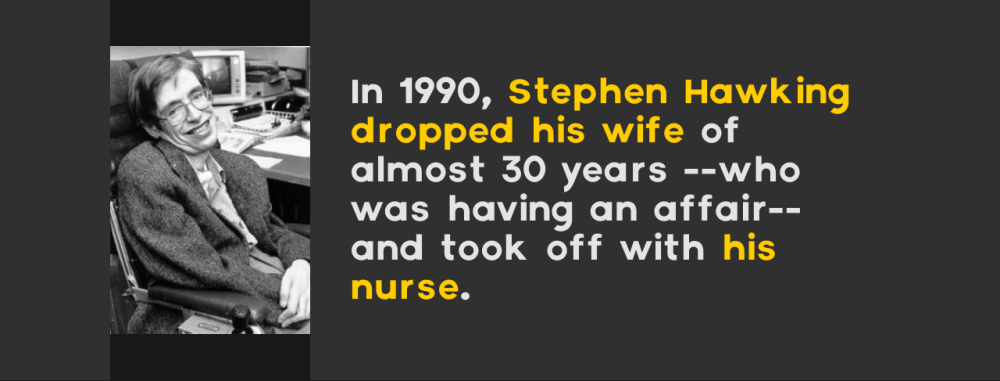 In 1990, Stephen Hawking
dropped his wife of
almost 30 years --who
was having an affair--
and took off with his
nurse.